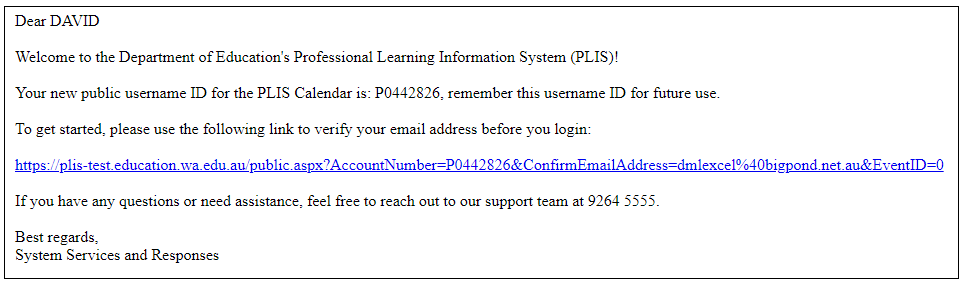 Dear DAVID
Welcome to the Department of Education's Professional Learning Information System (PLIS)!
Your new public username ID for the PLIS Calendar is: P0442826, remember this username ID for future use.
To get started, please use the following link to verify your email address before you login:
https://plis-test.education.wa.edu.au/public.aspx?AccountNumber=P0442826&ConfirmEmailAddress=dmlexcel%40bigpond.net.au&EventID=0
If you have any questions or need assistance, feel free to reach out to our support team at 9264 5555.
Best regards,
System Services and Responses